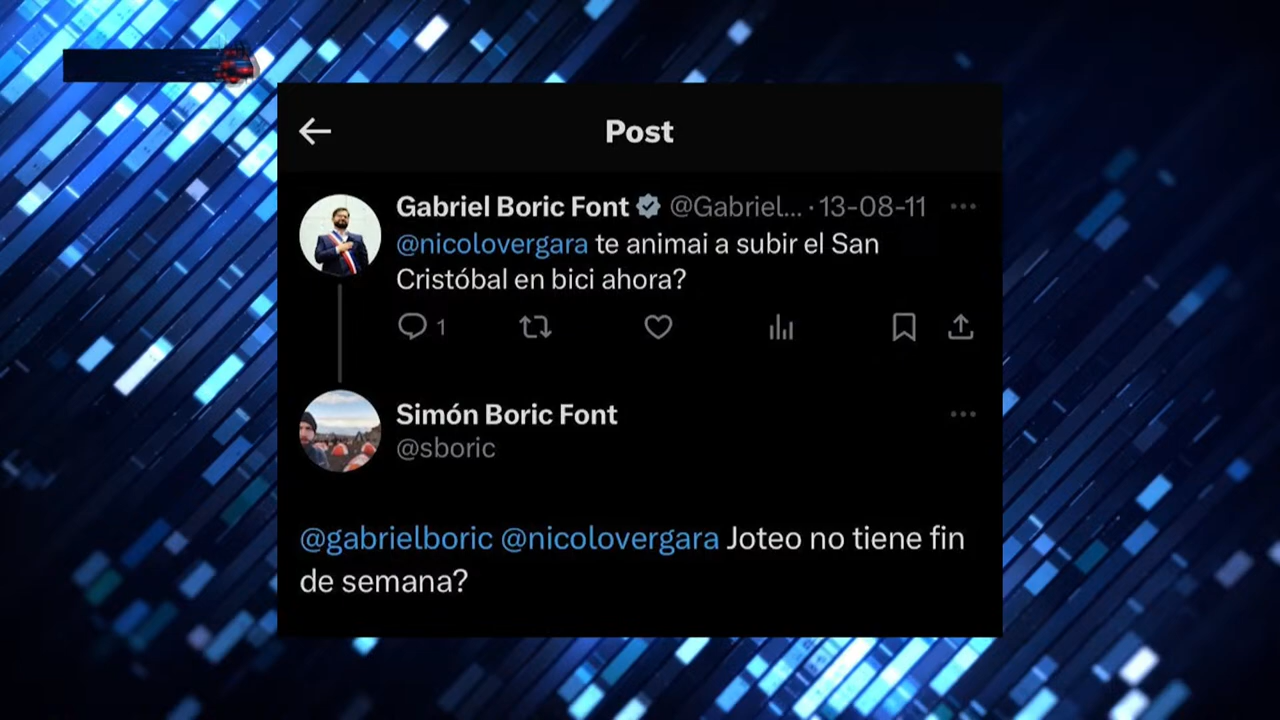 Post
Gabriel Boric Font @Gabriel... · 13-08-11
@nicolovergara te animai a subir el San
Cristóbal en bici ahora?
1
Simón Boric Font
@sboric
@gabrielboric @nicolovergara Joteo no tiene fin
de semana?